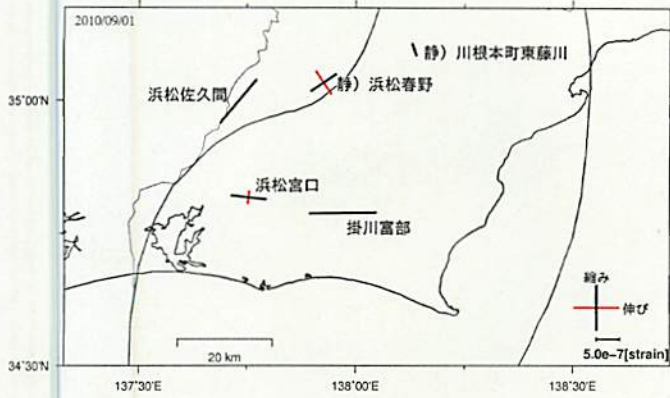 2010/09/01
静）川根本町東藤川
35°00'N
浜松佐久間
静）浜松春野
浜松宮口
掛川富部
縮み
伸び
20 km
5.0e-7[strain]
34°30'N
137°30'E
138°00'E
138°30'E